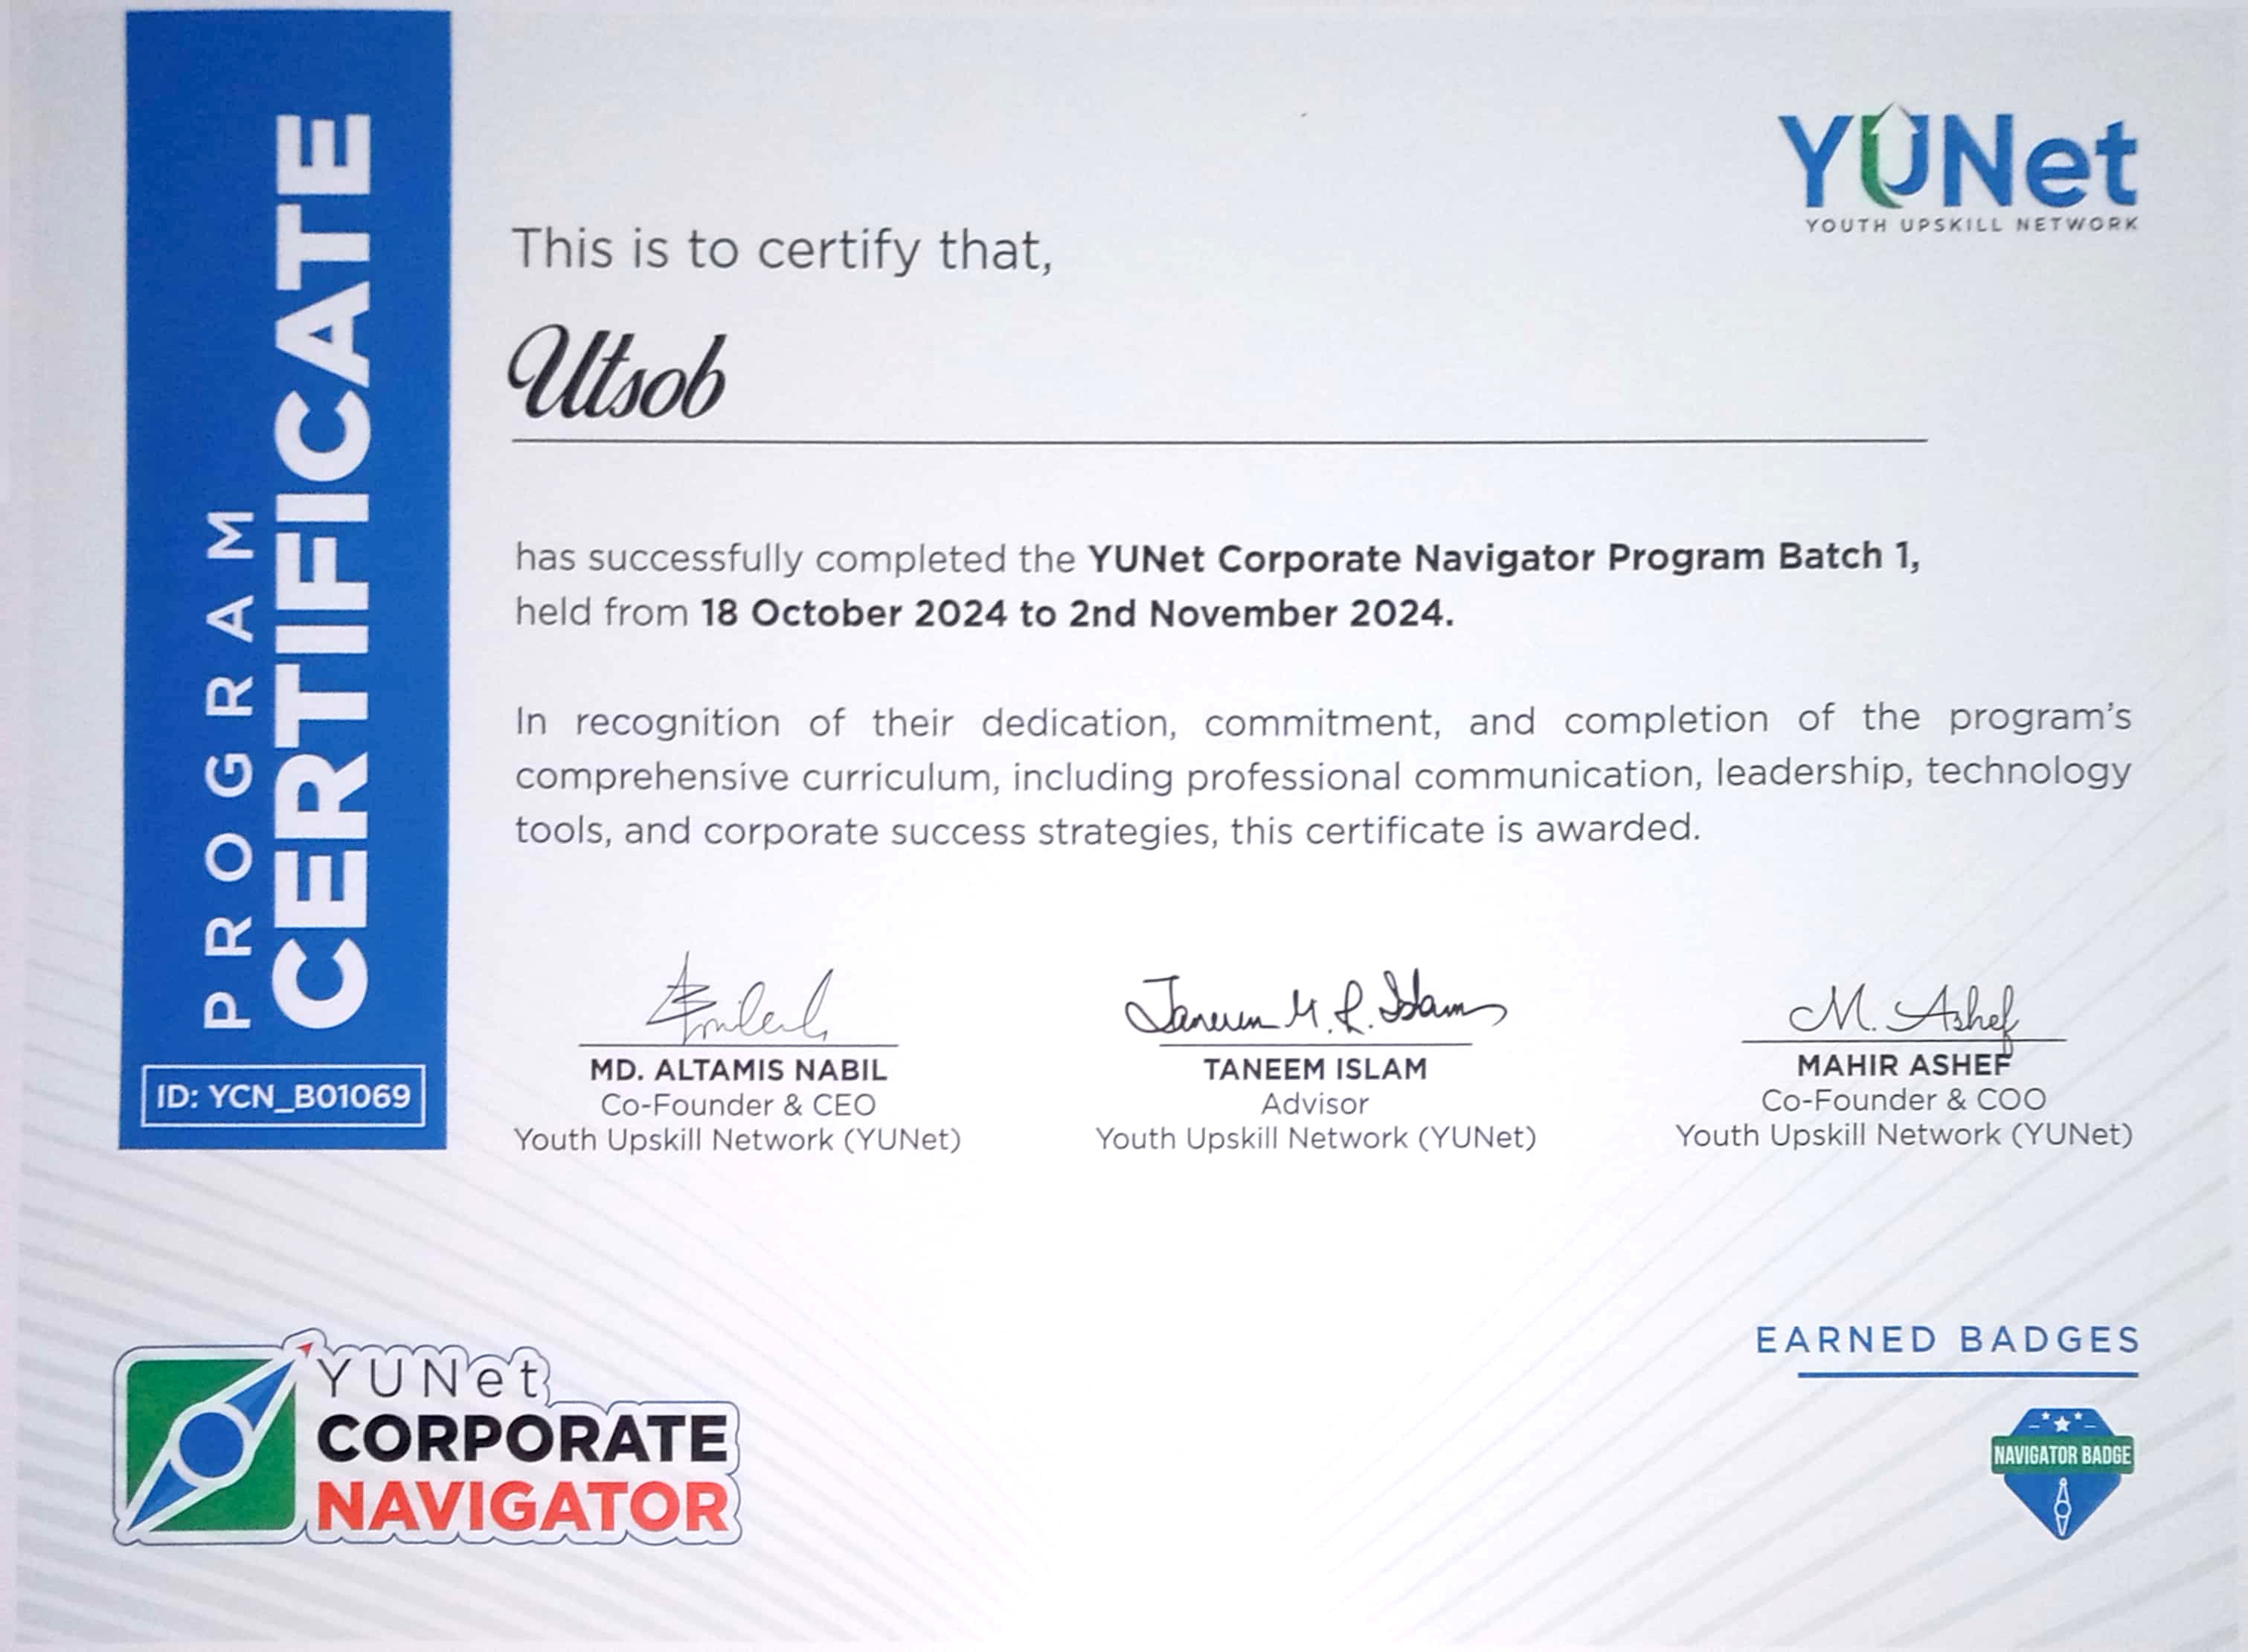 PROGRAM
CERTIFICATE
ID: YCN_B01069
YUNet
YOUTH UPSKILL NETWORK
This is to certify that,
Utsob
has successfully completed the YUNet Corporate Navigator Program Batch 1,
held from 18 October 2024 to 2nd November 2024.
In recognition of their dedication, commitment, and completion of the program's
comprehensive curriculum, including professional communication, leadership, technology
tools, and corporate success strategies, this certificate is awarded.
Taneem M. R. Islam
M. Ashef
MD. ALTAMIS NABIL
Co-Founder & CEO
Youth Upskill Network (YUNet)
TANEEM ISLAM
Advisor
Youth Upskill Network (YUNet)
MAHIR ASHEF
Co-Founder & COO
Youth Upskill Network (YUNet)
YUNet
CORPORATE
NAVIGATOR
EARNED BADGES
NAVIGATOR BADGE